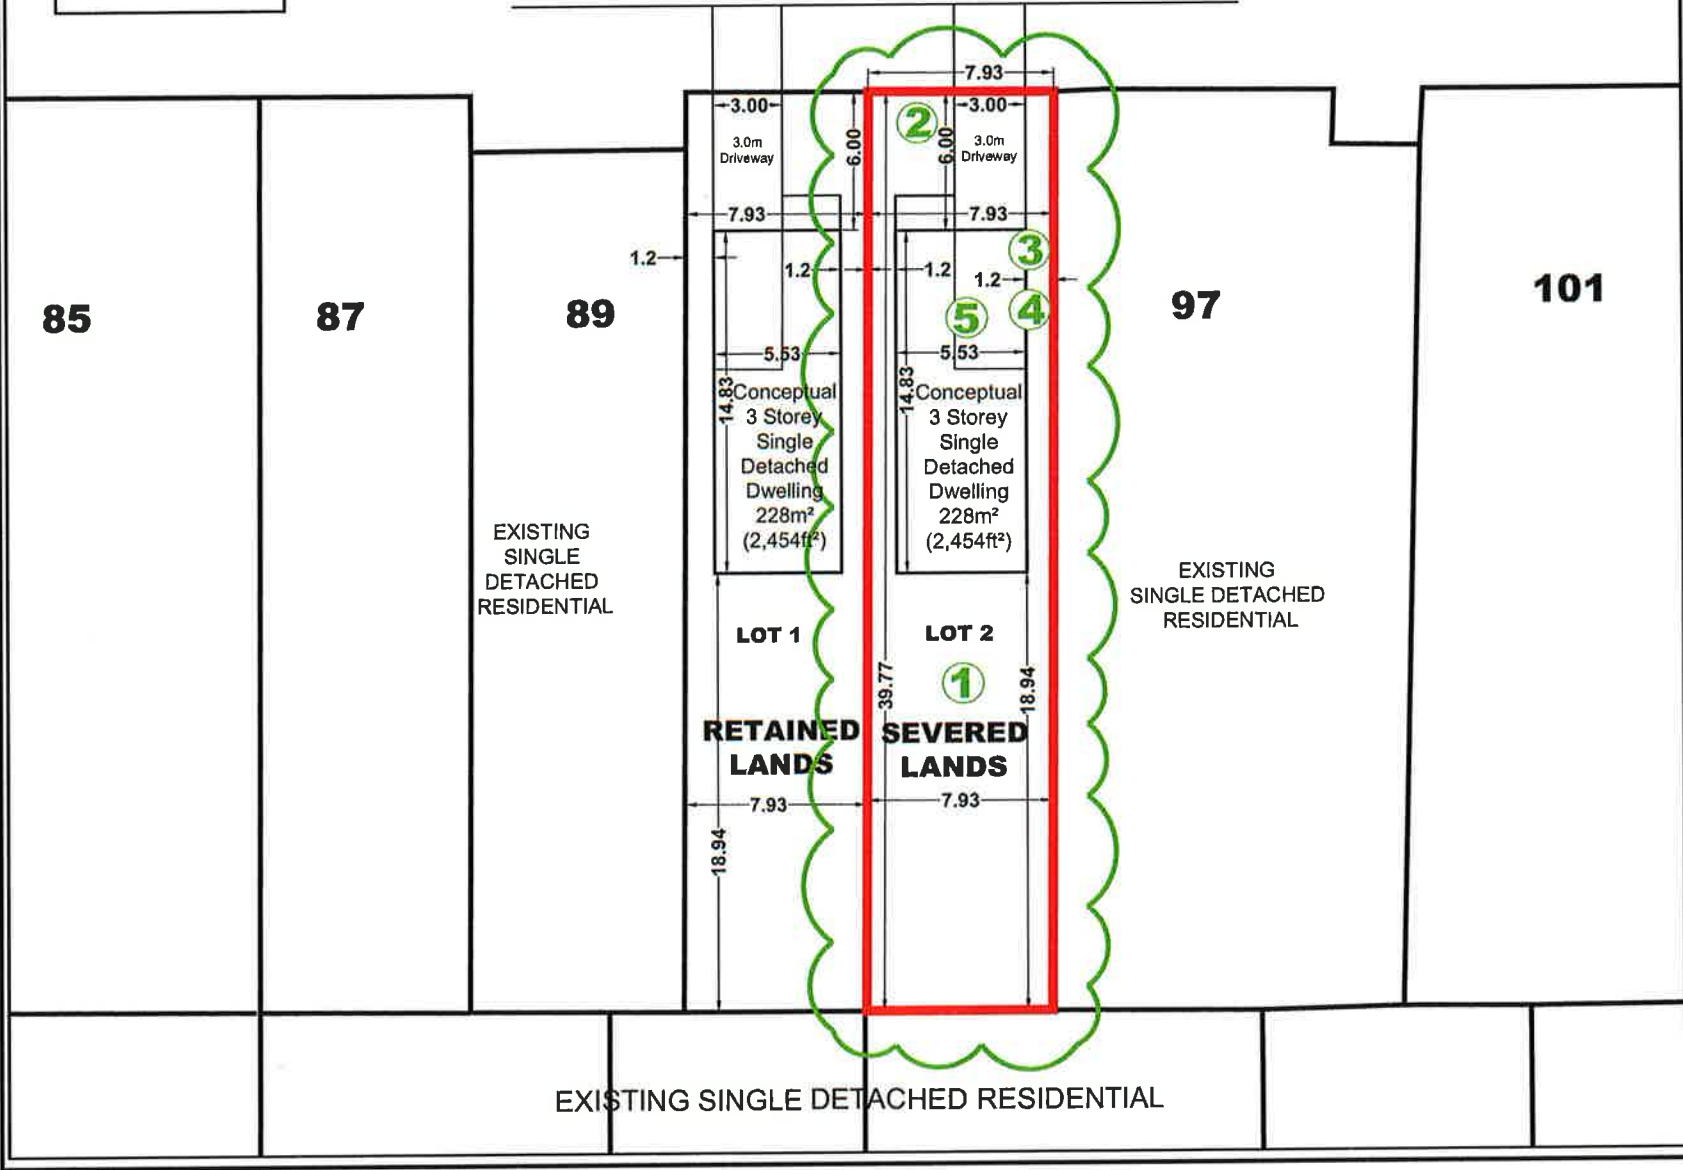 7.93
3.00
3.00
2
3.0m
Driveway
6.00
6.00
3.0m
Driveway
7.93
7.93
3
1.2
1.2
1.2
1.2
85
87
89
5
4
97
101
5.53
5.53
14.83
Conceptual
3 Storey
Single
Detached
Dwelling
228m²
(2,454ft²)
14.83
Conceptual
3 Storey
Single
Detached
Dwelling
228m²
(2,454ft²)
EXISTING
SINGLE
DETACHED
RESIDENTIAL
EXISTING
SINGLE DETACHED
RESIDENTIAL
LOT 1
LOT 2
39.77
1
18.94
RETAINED
LANDS
SEVERED
LANDS
7.93
7.93
18.94
EXISTING SINGLE DETACHED RESIDENTIAL